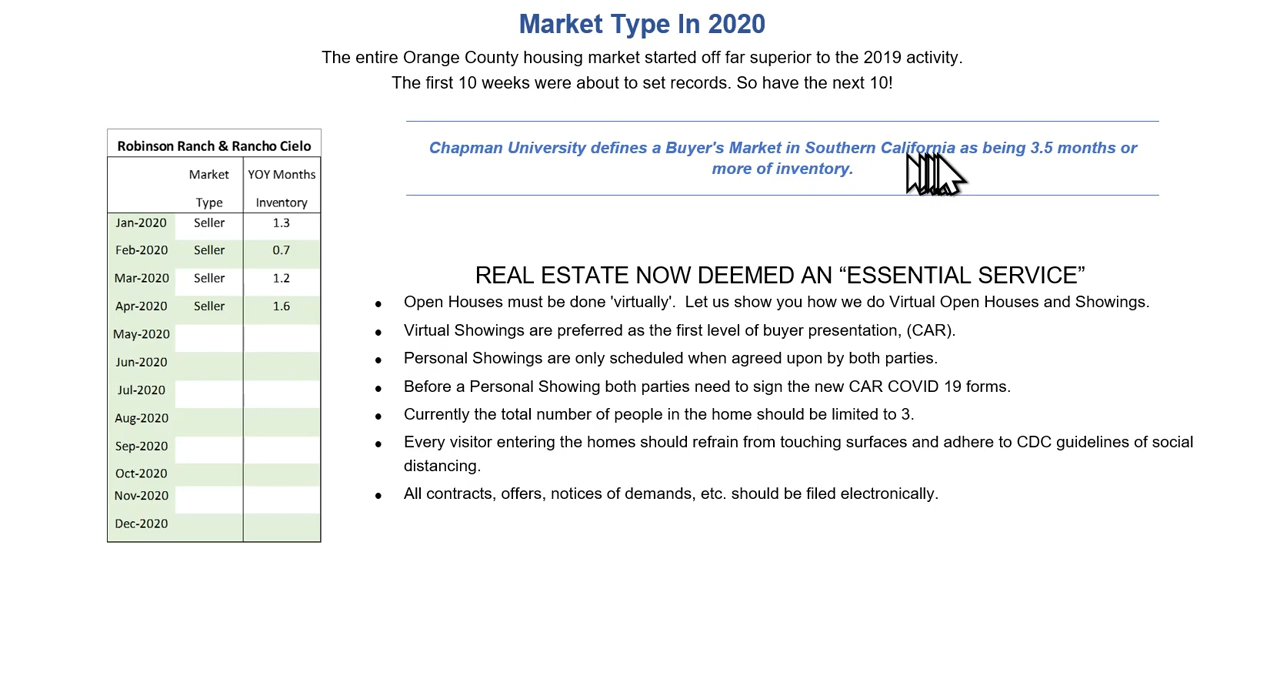 Market Type In 2020
The entire Orange County housing market started off far superior to the 2019 activity.
The first 10 weeks were about to set records. So have the next 10!
Robinson Ranch & Rancho Cielo
Market Type YOY Months Inventory
Jan-2020 Seller 1.3
Feb-2020 Seller 0.7
Mar-2020 Seller 1.2
Apr-2020 Seller 1.6
May-2020
Jun-2020
Jul-2020
Aug-2020
Sep-2020
Oct-2020
Nov-2020
Dec-2020
Chapman University defines a Buyer's Market in Southern California as being 3.5 months or
more of inventory.
REAL ESTATE NOW DEEMED AN “ESSENTIAL SERVICE”
• Open Houses must be done 'virtually'.  Let us show you how we do Virtual Open Houses and Showings.
• Virtual Showings are preferred as the first level of buyer presentation, (CAR).
• Personal Showings are only scheduled when agreed upon by both parties.
• Before a Personal Showing both parties need to sign the new CAR COVID 19 forms.
• Currently the total number of people in the home should be limited to 3.
• Every visitor entering the homes should refrain from touching surfaces and adhere to CDC guidelines of social
distancing.
• All contracts, offers, notices of demands, etc. should be filed electronically.